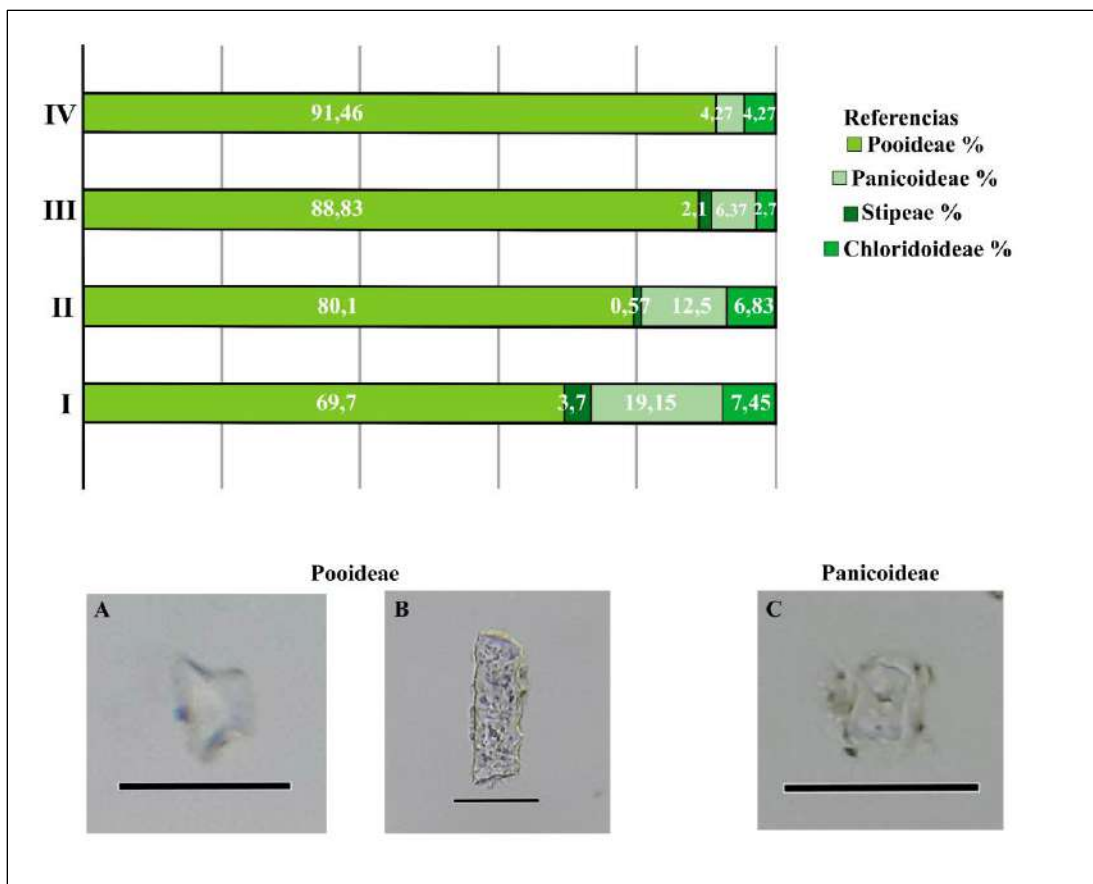 IV 91,46 4,27 4,27
III 88,83 2,1 6.37 2,7
II 80,1 0,57 12,5 6,83
I 69,7 3,7 19,15 7,45
Referencias
Pooideae %
Panicoideae %
Stipeae %
Chloridoideae %
Pooideae
Panicoideae
A
B
C